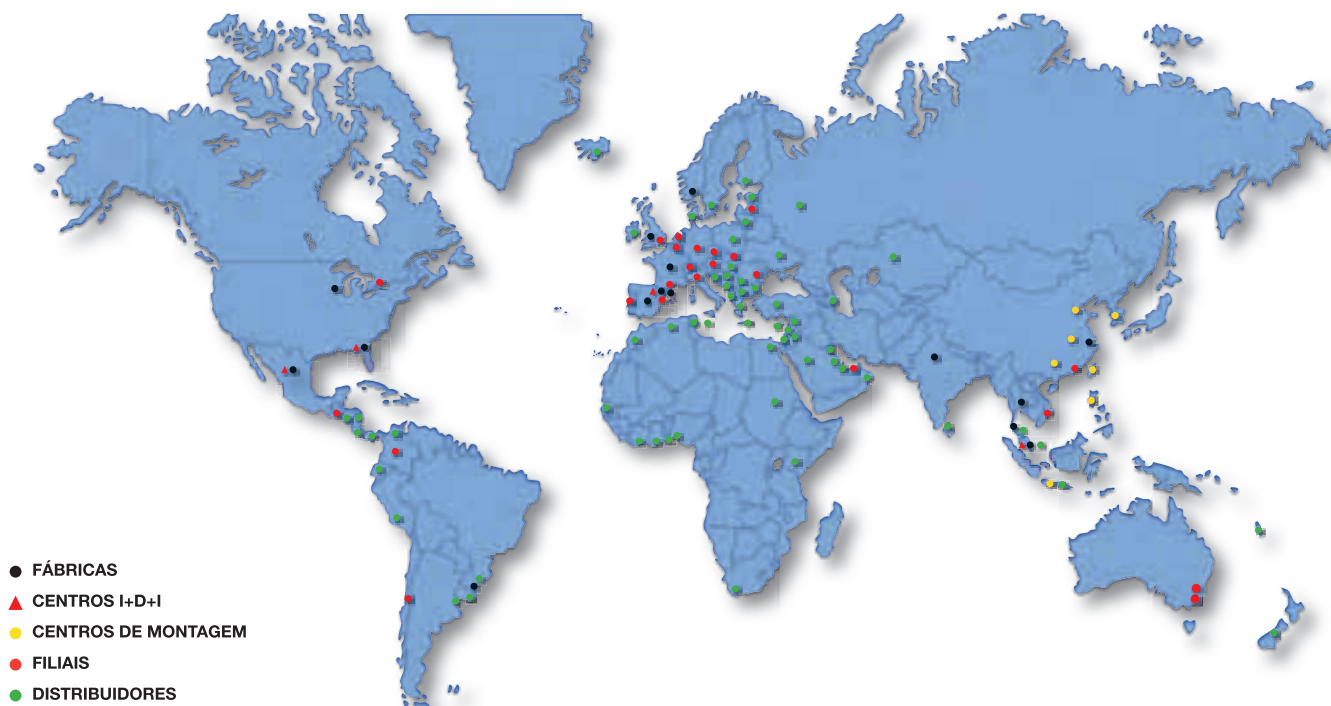 FÁBRICAS
CENTROS I+D+I
CENTROS DE MONTAGEM
FILIAIS
DISTRIBUIDORES